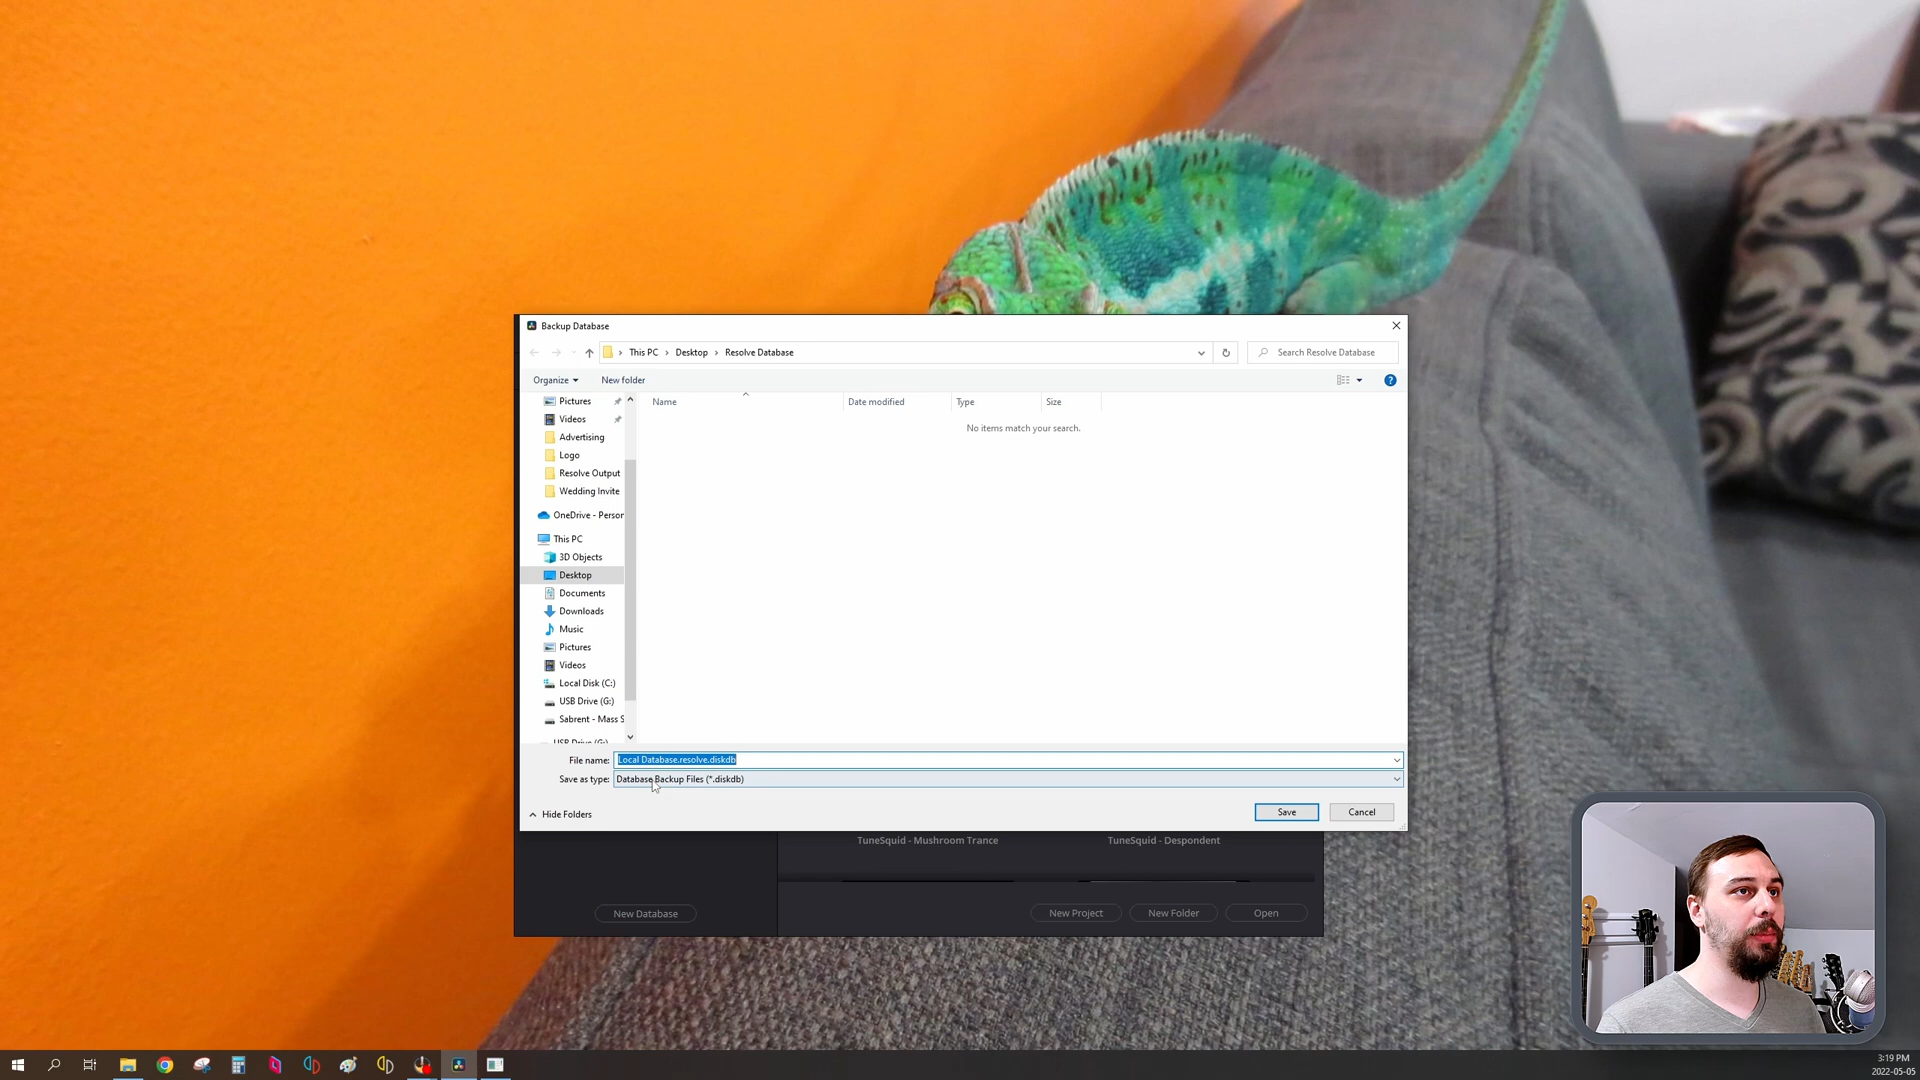 Backup Database
This PC
Desktop
Resolve Database
Search Resolve Database
Organize
New folder
Name
Date modified
Type
Size
No items match your search.
Pictures
Videos
Advertising
Logo
Resolve Output
Wedding Invite
OneDrive - Person
This PC
3D Objects
Desktop
Documents
Downloads
Music
Pictures
Videos
Local Disk (C:)
USB Drive (G:)
Sabrent - Mass S
USB Drive (G:)
File name:
Local Database.resolve.diskdb
Save as type:
Database Backup Files (*.diskdb)
Hide Folders
Save
Cancel
TuneSquid - Mushroom Trance
TuneSquid - Despondent
New Database
New Project
New Folder
Open
3:19 PM
2022-05-05